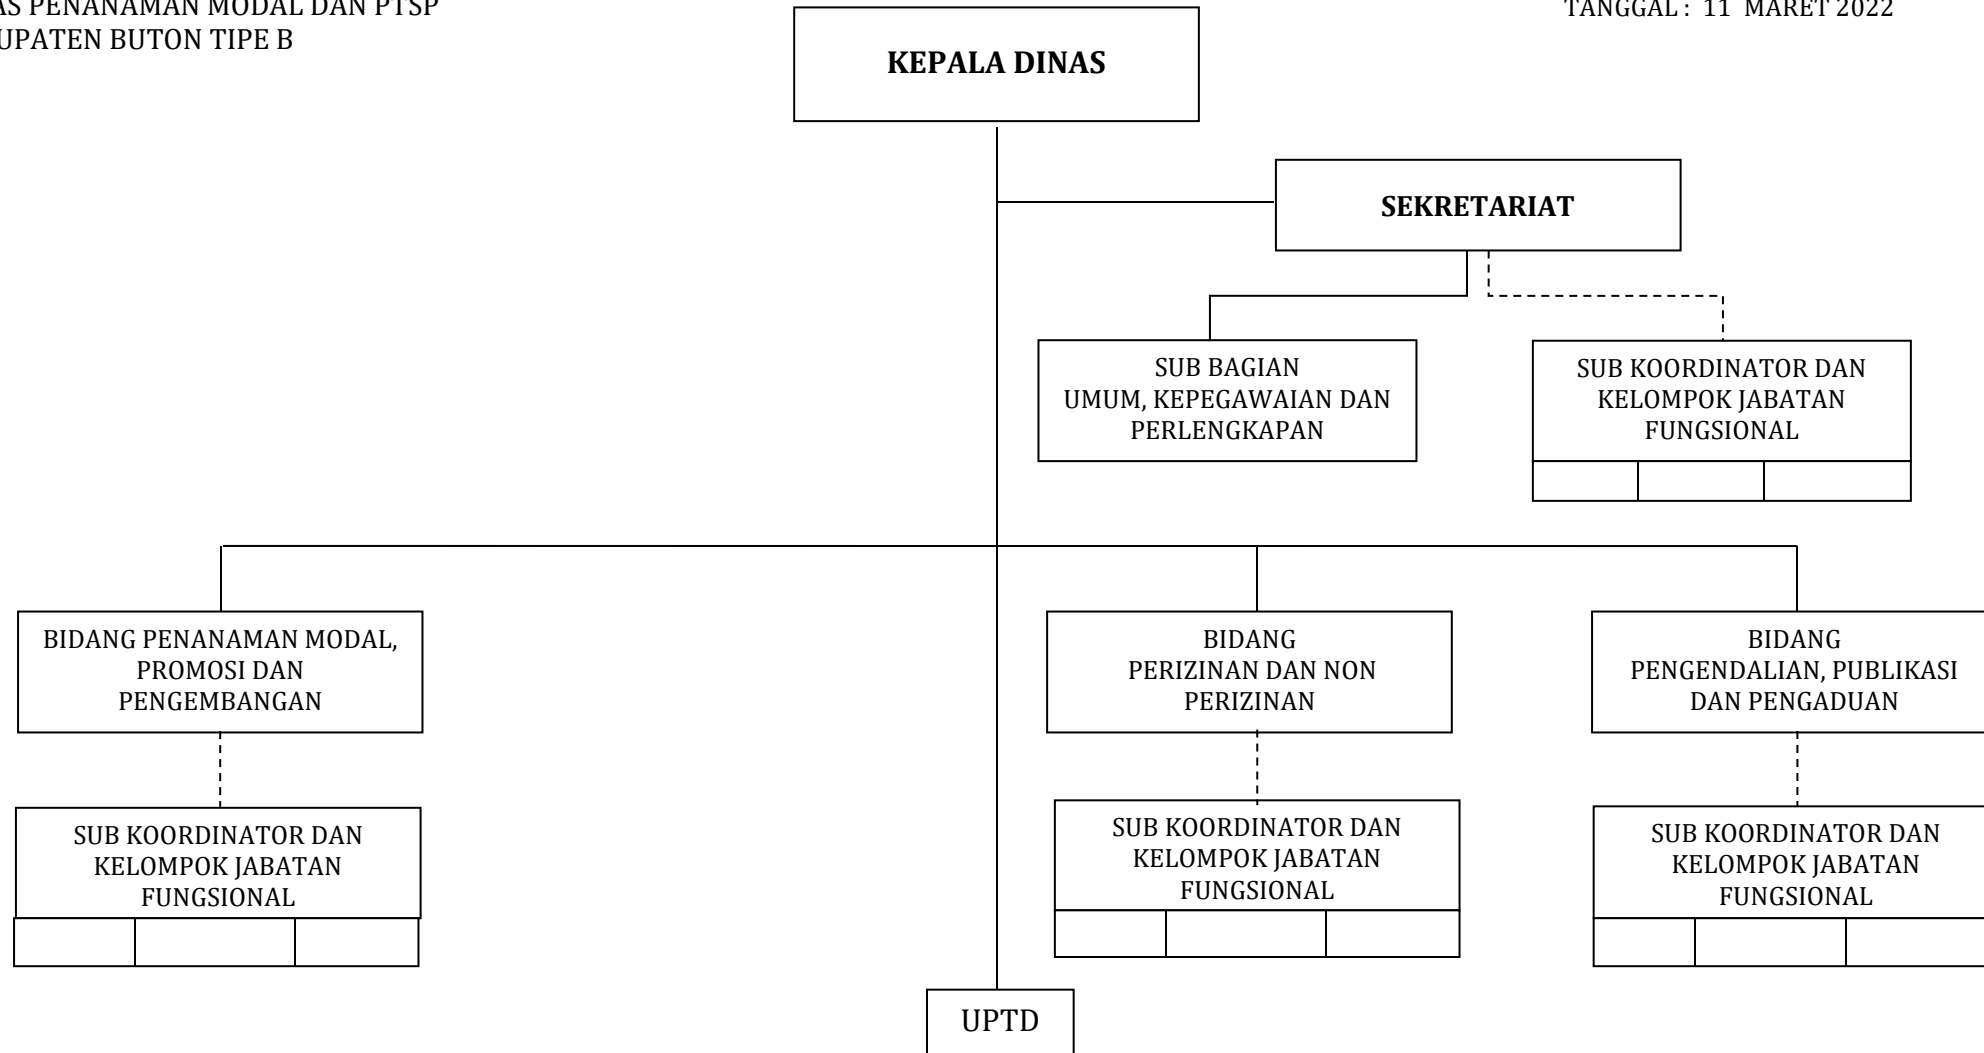 PENANAMAN MODAL DAN PTSP
TANGGAL : 11 MARET 2022
BUTON TIPE B
KEPALA DINAS
SEKRETARIAT
SUB BAGIAN
UMUM, KEPEGAWAIAN DAN
PERLENGKAPAN
SUB KOORDINATOR DAN
KELOMPOK JABATAN
FUNGSIONAL
BIDANG PENANAMAN MODAL,
PROMOSI DAN
PENGEMBANGAN
BIDANG
PERIZINAN DAN NON
PERIZINAN
BIDANG
PENGENDALIAN, PUBLIKASI
DAN PENGADUAN
SUB KOORDINATOR DAN
KELOMPOK JABATAN
FUNGSIONAL
SUB KOORDINATOR DAN
KELOMPOK JABATAN
FUNGSIONAL
SUB KOORDINATOR DAN
KELOMPOK JABATAN
FUNGSIONAL
UPTD